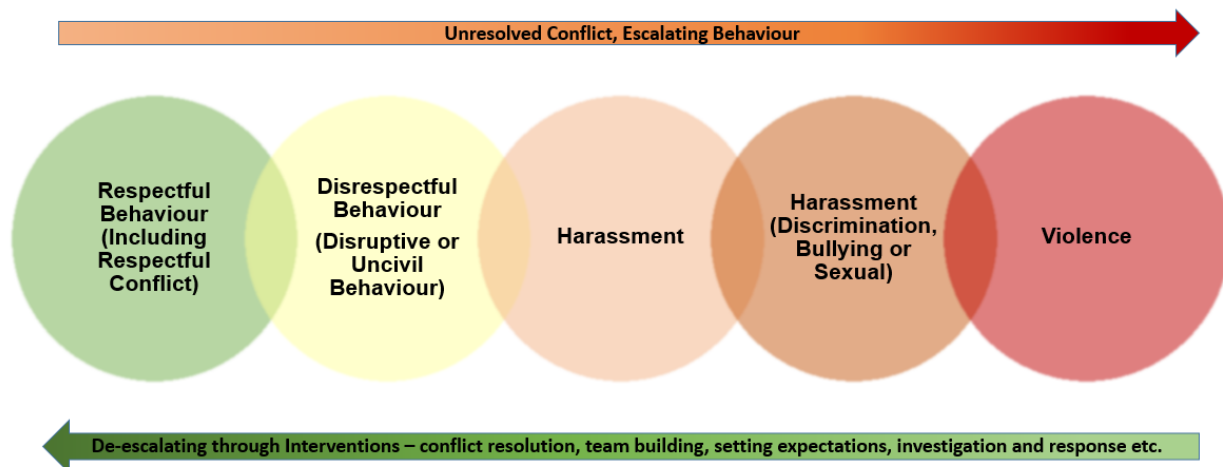 Unresolved Conflict, Escalating Behaviour
Respectful
Behaviour
(Including
Respectful
Conflict)
Disrespectful
Behaviour
(Disruptive or
Uncivil
Behaviour)
Harassment
Harassment
(Discrimination,
Bullying or
Sexual)
Violence
De-escalating through Interventions – conflict resolution, team building, setting expectations, investigation and response etc.